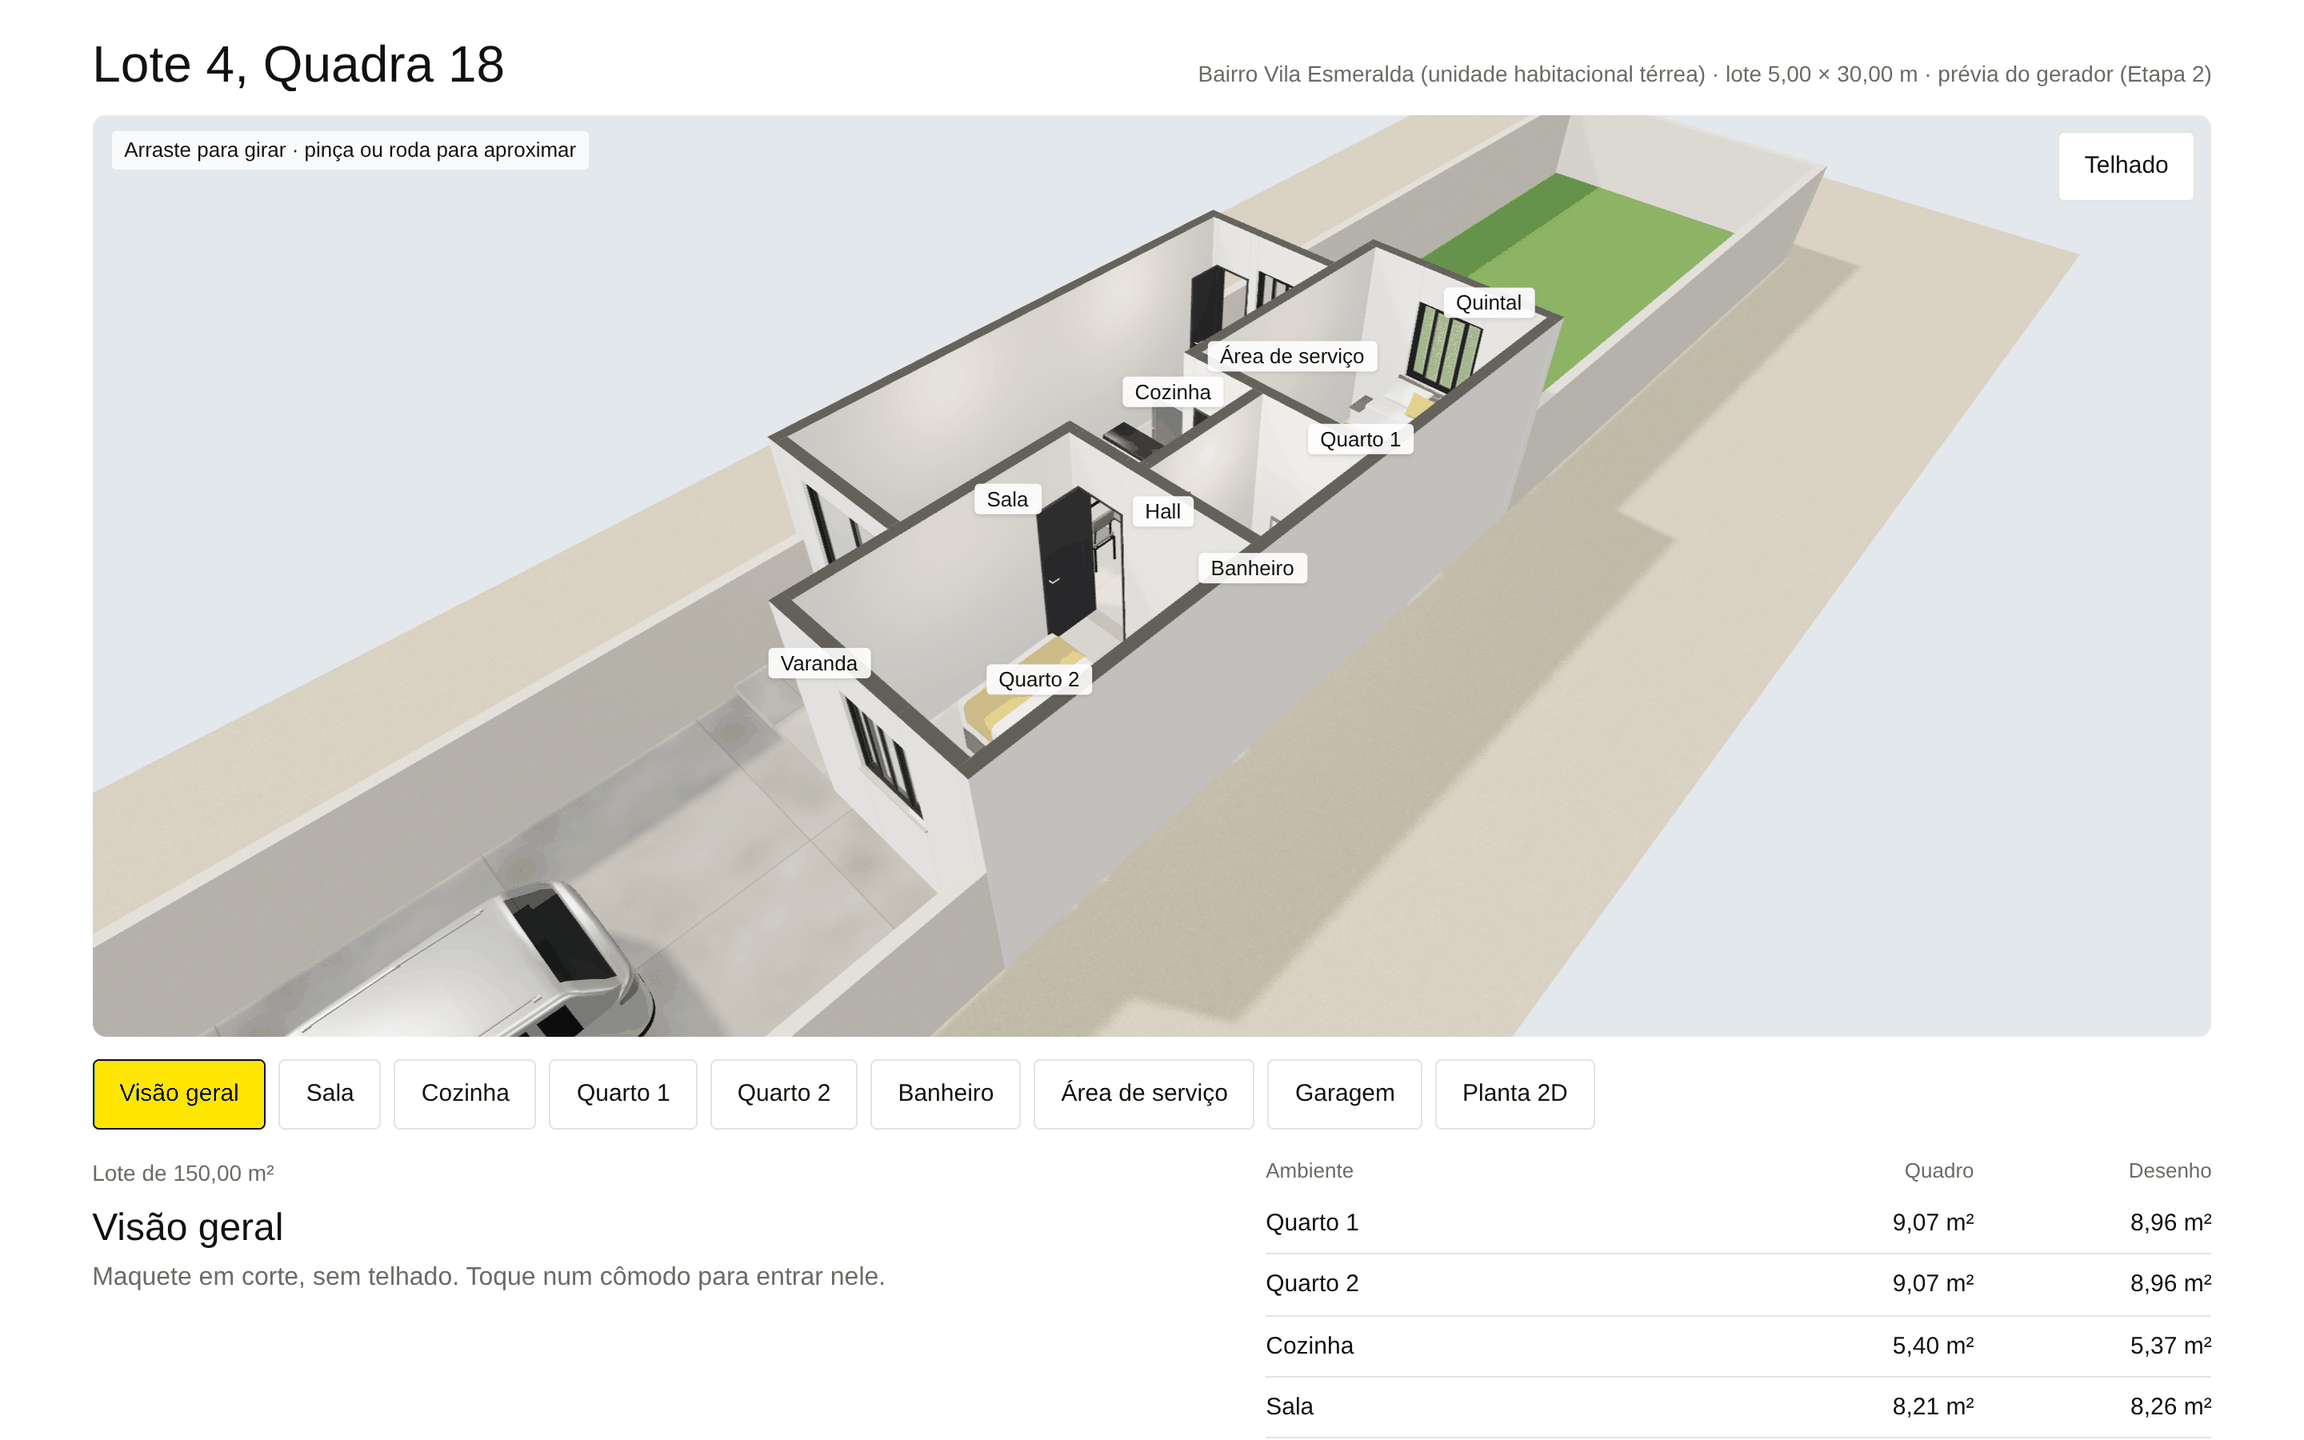 Lote 4, Quadra 18
Bairro Vila Esmeralda (unidade habitacional térrea) · lote 5,00 × 30,00 m · prévia do gerador (Etapa 2)
Arraste para girar · pinça ou roda para aproximar
Telhado
Quintal
Área de serviço
Cozinha
Quarto 1
Sala
Hall
Banheiro
Varanda
Quarto 2
Visão geral
Sala
Cozinha
Quarto 1
Quarto 2
Banheiro
Área de serviço
Garagem
Planta 2D
Lote de 150,00 m²
Visão geral
Maquete em corte, sem telhado. Toque num cômodo para entrar nele.
Ambiente Quadro Desenho
Quarto 1 9,07 m² 8,96 m²
Quarto 2 9,07 m² 8,96 m²
Cozinha 5,40 m² 5,37 m²
Sala 8,21 m² 8,26 m²